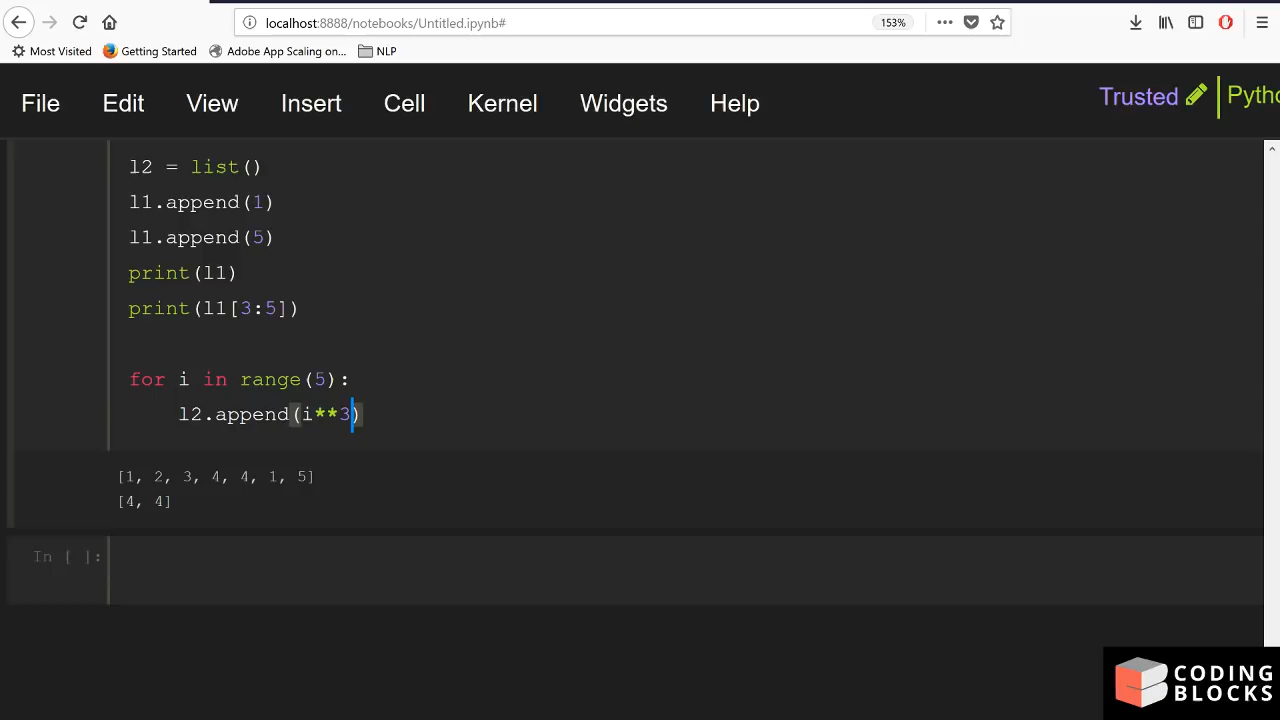 localhost:8888/notebooks/Untitled.ipynb#
153%
Most Visited
Getting Started
Adobe App Scaling on...
NLP
File
Edit
View
Insert
Cell
Kernel
Widgets
Help
Trusted
Pytho
l2 = list()
l1.append(1)
l1.append(5)
print(l1)
print(l1[3:5])
for i in range(5):
l2.append(i**3)
[1, 2, 3, 4, 4, 1, 5]
[4, 4]
In [ ]:
CODING
BLOCKS